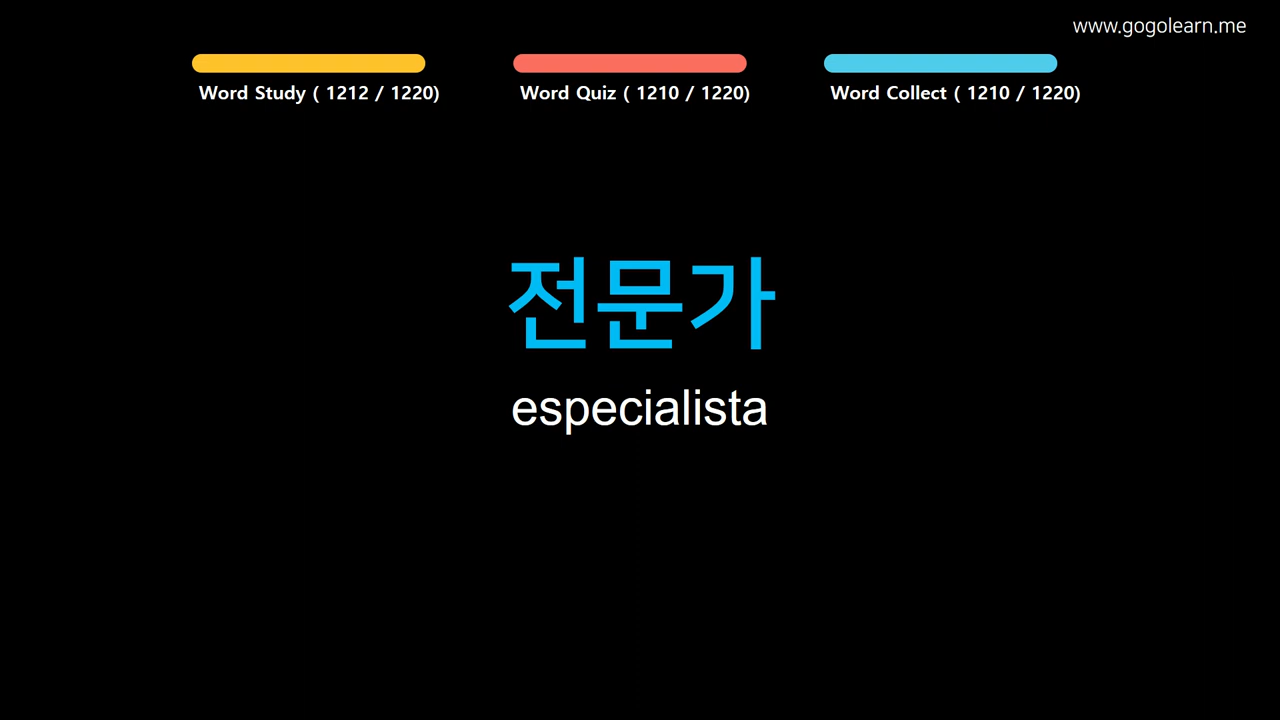 www.gogolearn.me
Word Study ( 1212 / 1220)
Word Quiz ( 1210 / 1220)
Word Collect ( 1210 / 1220)
전문가
especialista